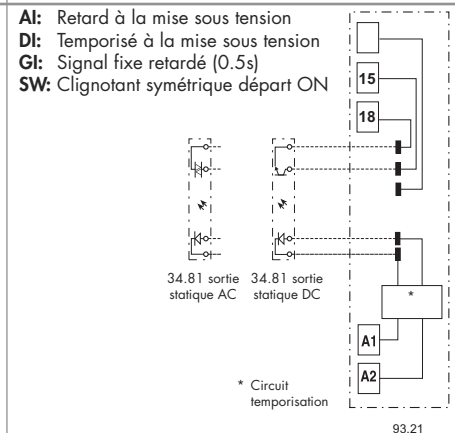 AI: Retard à la mise sous tension
DI: Temporisé à la mise sous tension
GI: Signal fixe retardé (0.5s)
SW: Clignotant symétrique départ ON
15
18
34.81 sortie
statique AC
34.81 sortie
statique DC
*
A1
A2
* Circuit
temporisation
93.21